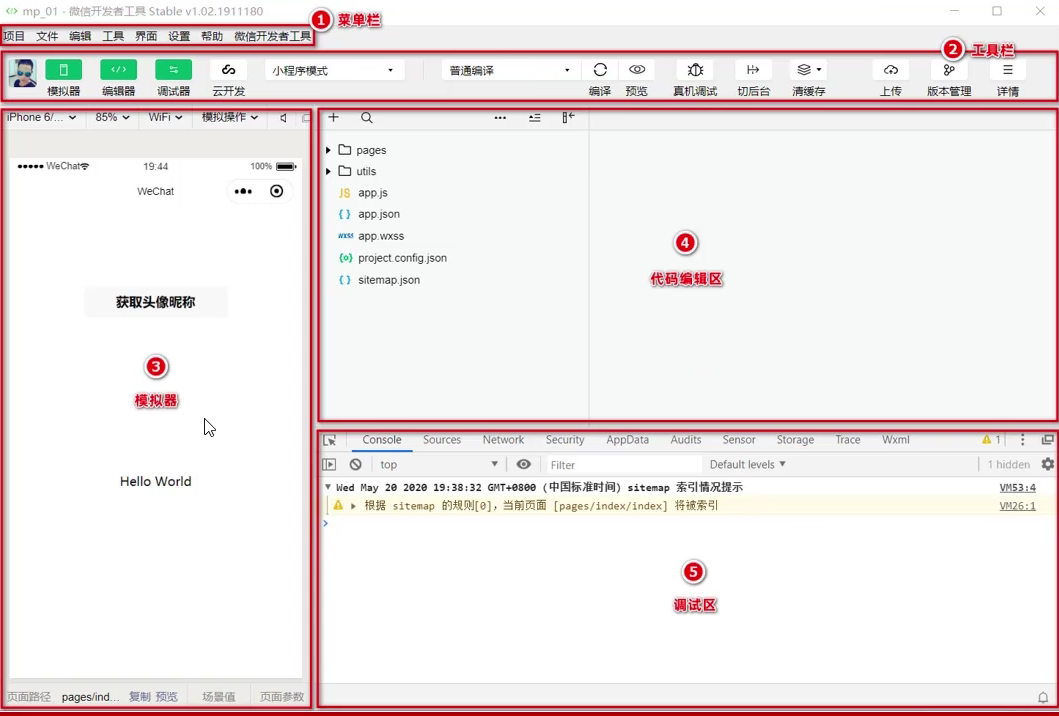 mp_01 - 微信开发者工具 Stable v1.02.1911180
1 菜单栏
项目 文件 编辑 工具 界面 设置 帮助 微信开发者工具
2 工具栏
小程序模式 普通编译
模拟器 编辑器 调试器 云开发 编译 预览 真机调试 切后台 清缓存 上传 版本管理 详情
iPhone 6/... 85% WiFi 模拟操作
WeChat 19:44 100%
WeChat
获取头像昵称
3
模拟器
Hello World
页面路径 pages/ind... 复制 预览 场景值 页面参数
pages
utils
JS app.js
{ } app.json
wxss app.wxss
{o} project.config.json
{ } sitemap.json
4
代码编辑区
Console Sources Network Security AppData Audits Sensor Storage Trace Wxml 1
top Filter Default levels 1 hidden
Wed May 20 2020 19:38:32 GMT+0800 (中国标准时间) sitemap 索引情况提示 VM53:4
根据 sitemap 的规则[0]，当前页面 [pages/index/index] 将被索引 VM26:1
5
调试区